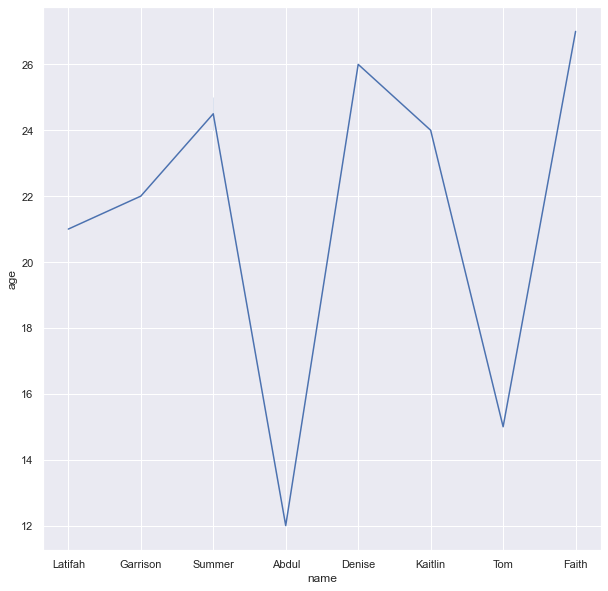 26
24
22
20
18
16
14
12
age
Latifah Garrison Summer Abdul Denise Kaitlin Tom Faith
name